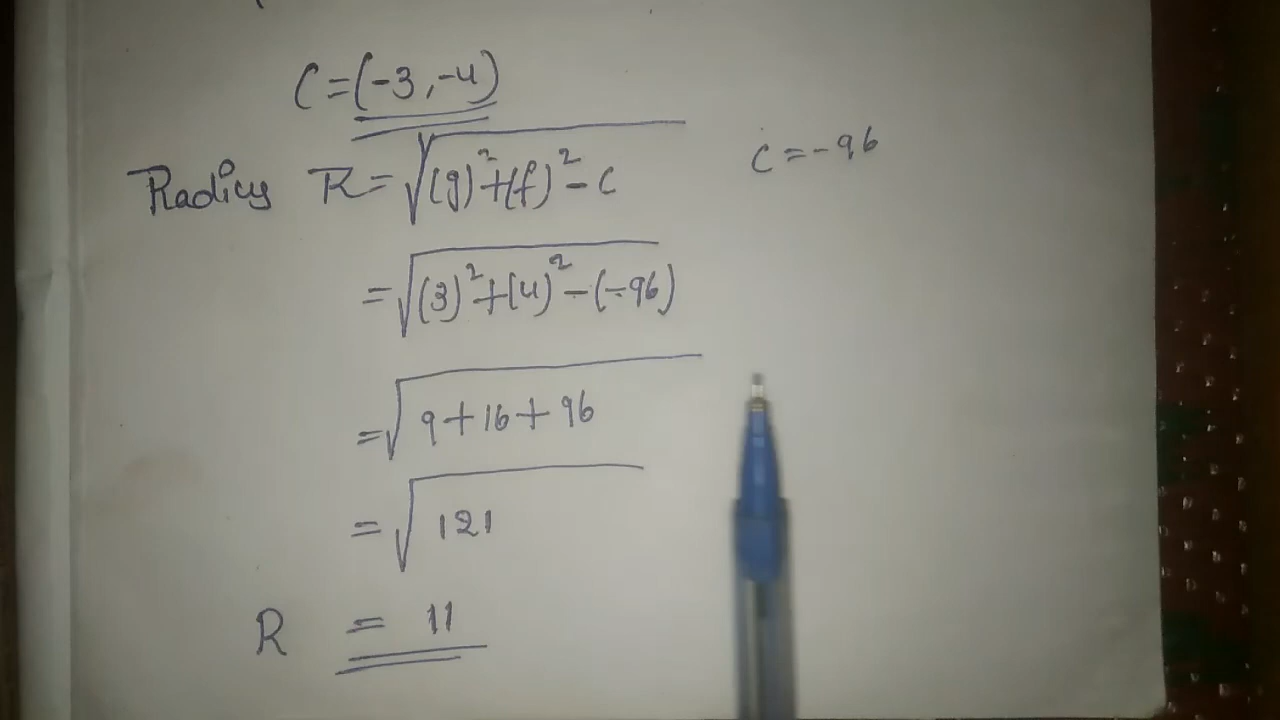 C = (-3, -4)
Radius R = √(g)² + (f)² - c
c = -96
= √(3)² + (4)² - (-96)
= √9 + 16 + 96
= √121
R = 11